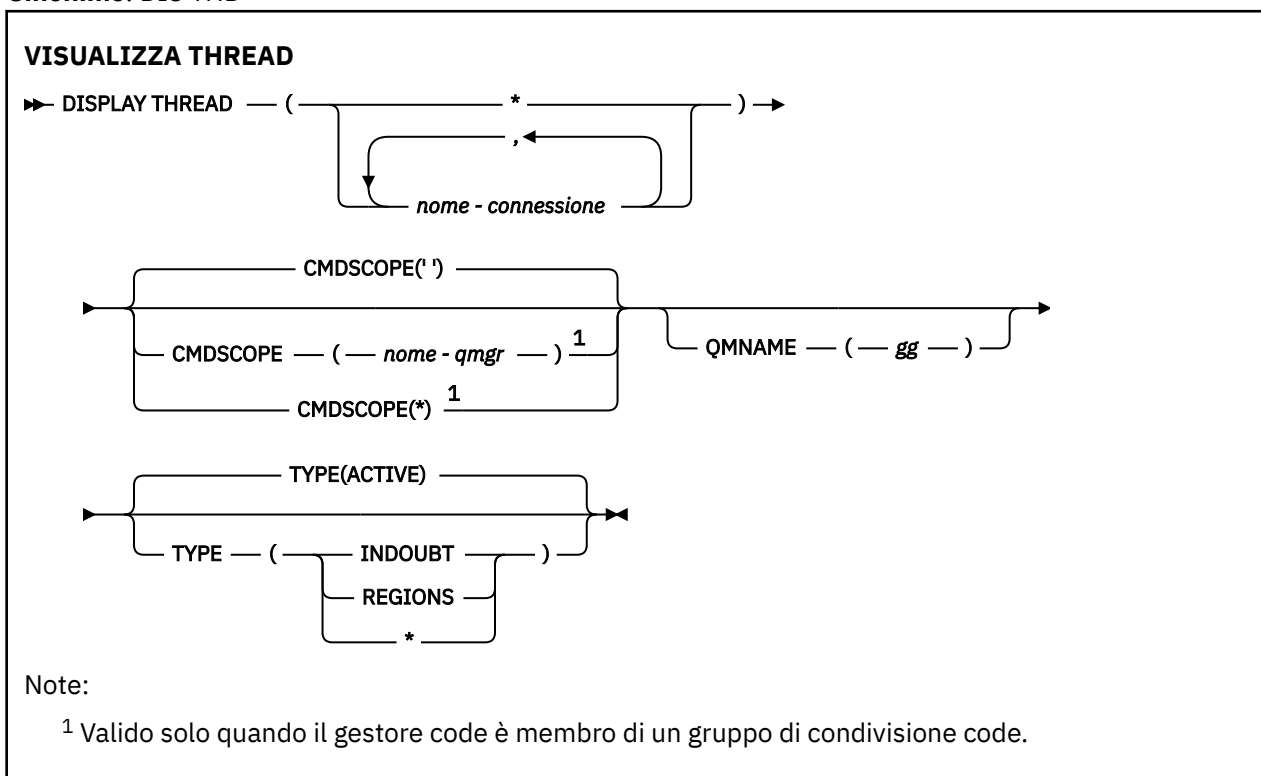 VISUALIZZA THREAD
DISPLAY THREAD ( * )
,
nome - connessione
CMDSCOPE(' ')
CMDSCOPE ( nome - qmgr ) 1
QMNAME ( gg )
CMDSCOPE(*) 1
TYPE(ACTIVE)
TYPE ( INDOUBT )
REGIONS
*
Note:
1 Valido solo quando il gestore code è membro di un gruppo di condivisione code.